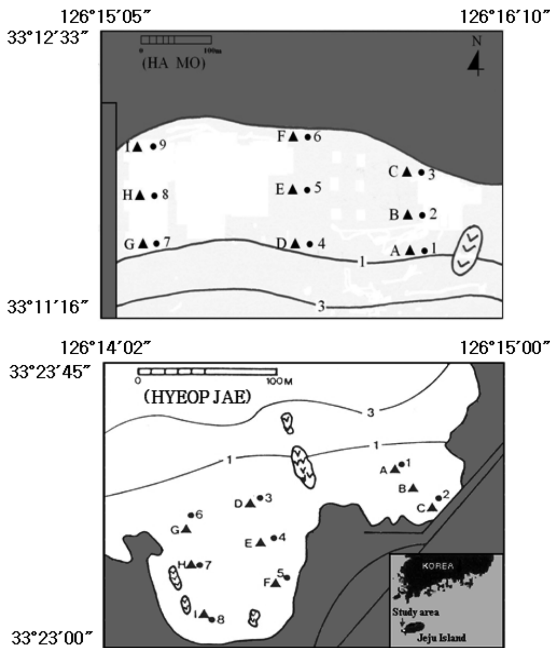 126°15′05″ 126°16′10″
33°12′33″
0 100m
(HA MO)
N
F 6
I 9
C 3
E 5
H 8
B 2
G 7
D 4
A 1
1
3
33°11′16″
126°14′02″ 126°15′00″
33°23′45″
0 100M
(HYEOPJAE)
3
1
1
A 1
B
C 2
D 3
6
G
E 4
H 7
5
F
I 8
KOREA
Study area
Jeju Island
33°23′00″